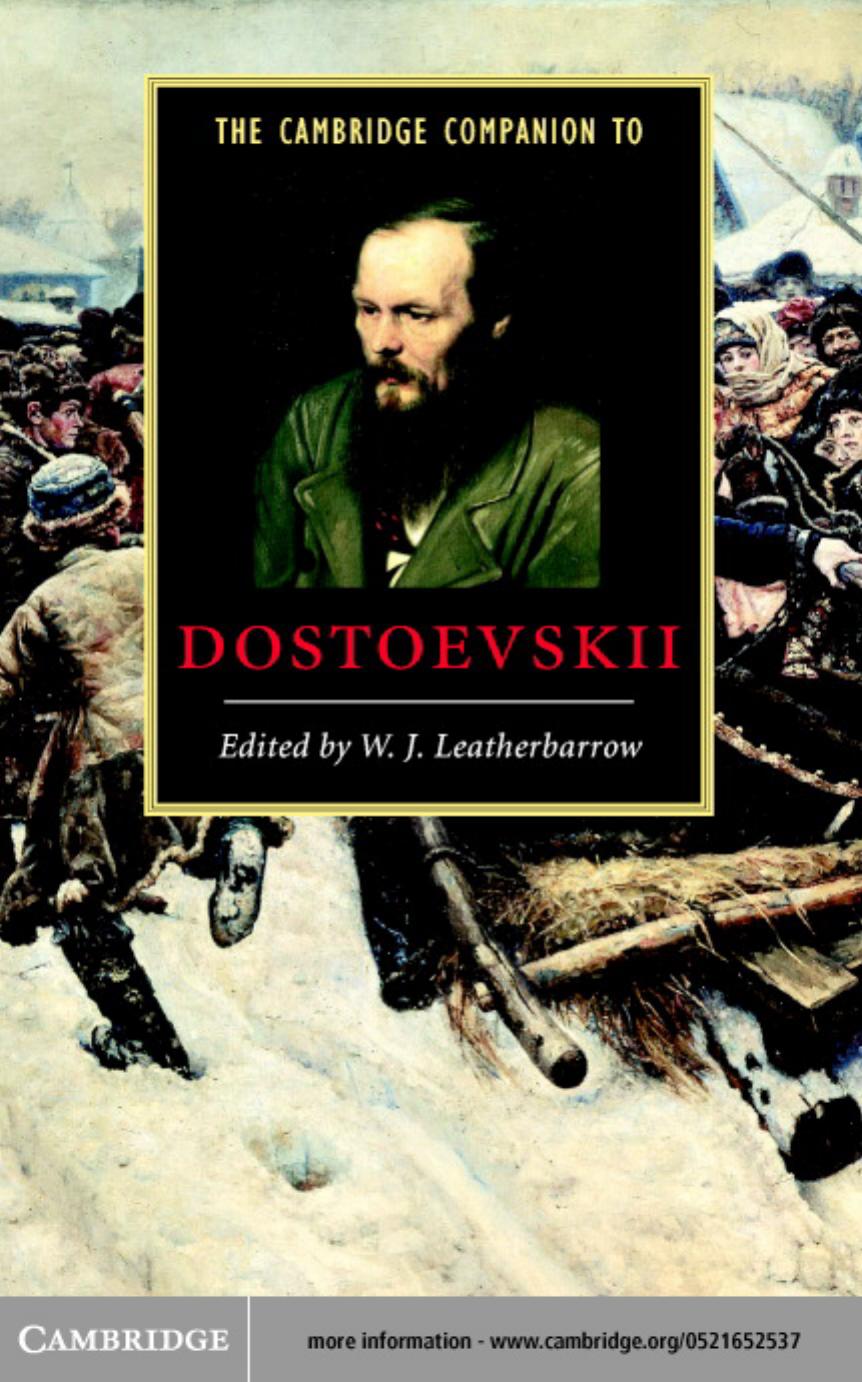 THE CAMBRIDGE COMPANION TO
DOSTOEVSKII
Edited by W. J. Leatherbarrow
CAMBRIDGE
more information - www.cambridge.org/0521652537